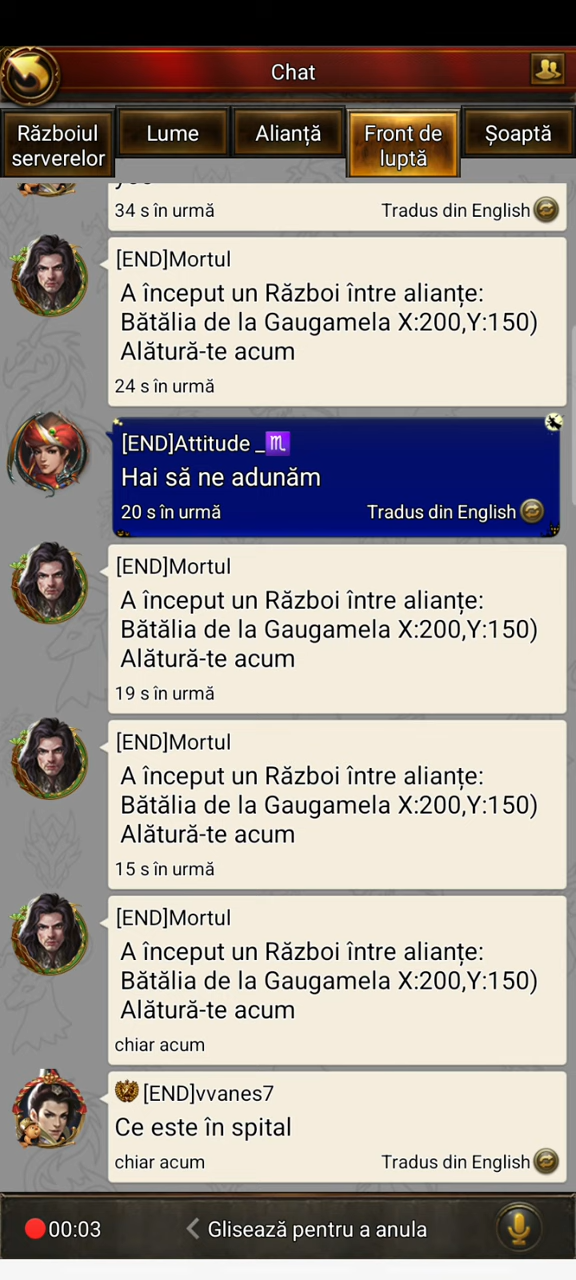 Chat
Războiul
serverelor
Lume
Alianță
Front de
luptă
Șoaptă
34 s în urmă
Tradus din English
[END]Mortul
A început un Război între alianțe:
Bătălia de la Gaugamela X:200,Y:150)
Alătură-te acum
24 s în urmă
[END]Attitude _♏
Hai să ne adunăm
20 s în urmă
Tradus din English
[END]Mortul
A început un Război între alianțe:
Bătălia de la Gaugamela X:200,Y:150)
Alătură-te acum
19 s în urmă
[END]Mortul
A început un Război între alianțe:
Bătălia de la Gaugamela X:200,Y:150)
Alătură-te acum
15 s în urmă
[END]Mortul
A început un Război între alianțe:
Bătălia de la Gaugamela X:200,Y:150)
Alătură-te acum
chiar acum
[END]vvanes7
Ce este în spital
chiar acum
Tradus din English
00:03
Glisează pentru a anula